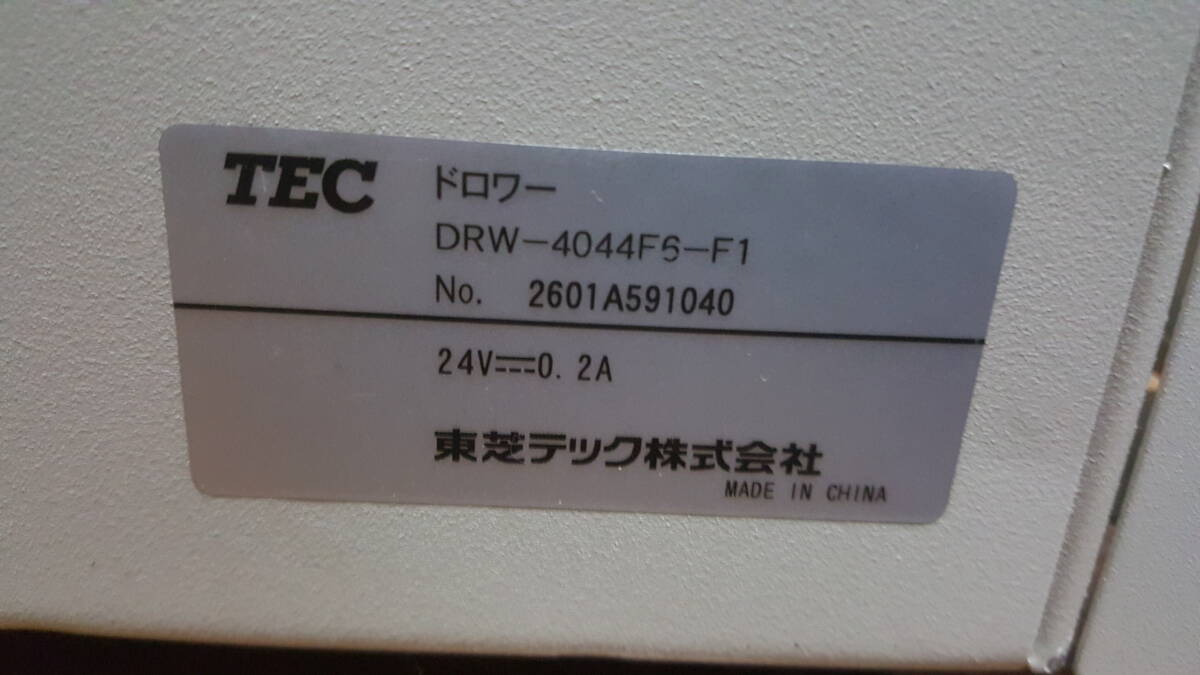 TEC
ドロワー
DRW-4044F6-F1
No. 2601A591040
24V⎓0.2A
東芝テック株式会社
MADE IN CHINA